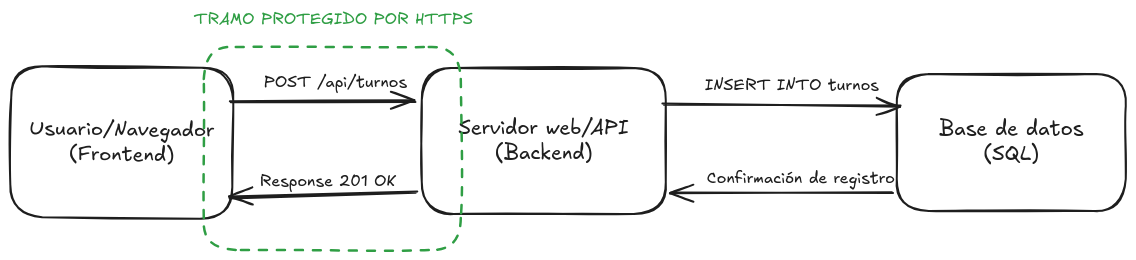 TRAMO PROTEGIDO POR HTTPS
POST /api/turnos
INSERT INTO turnos
Usuario/Navegador
(Frontend)
Servidor web/API
(Backend)
Base de datos
(SQL)
Response 201 OK
Confirmación de registro